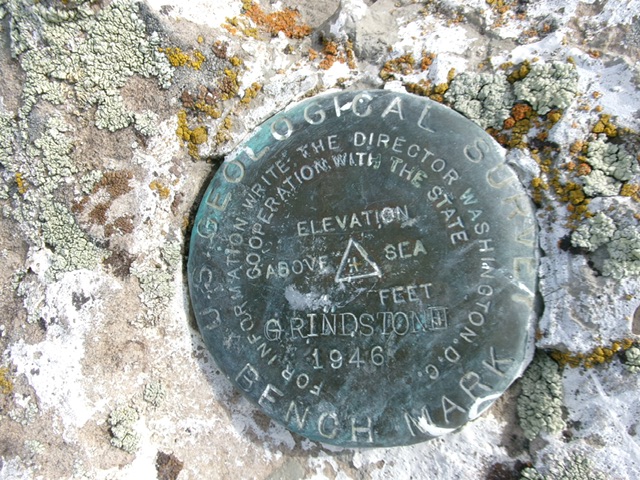 U.S. GEOLOGICAL SURVEY
FOR INFORMATION WRITE THE DIRECTOR WASHINGTON. D.C.
COOPERATION WITH THE STATE
ELEVATION
ABOVE SEA
FEET
GRINDSTONE
1946
BENCH MARK